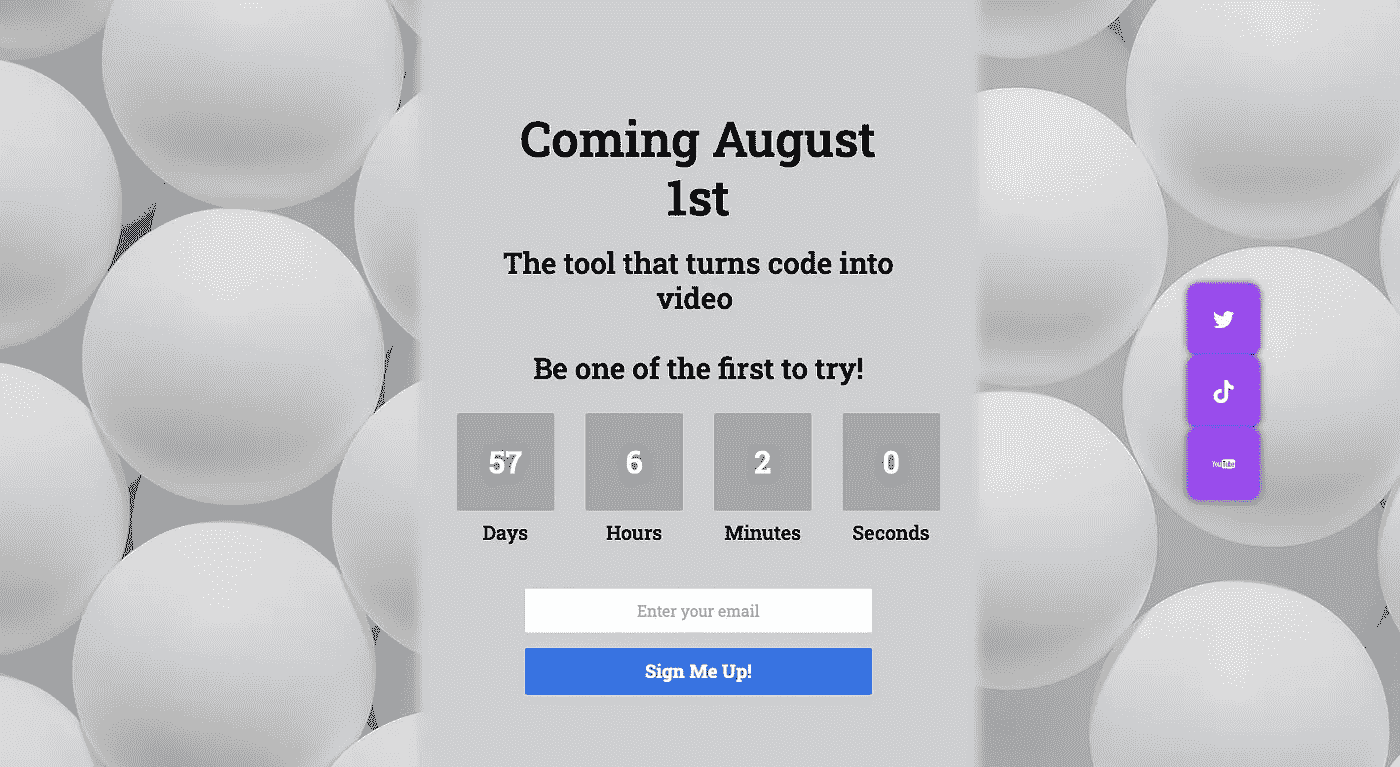 Coming August
1st
The tool that turns code into
video
Be one of the first to try!
57 6 2 0
Days Hours Minutes Seconds
Enter your email
Sign Me Up!
YouTube